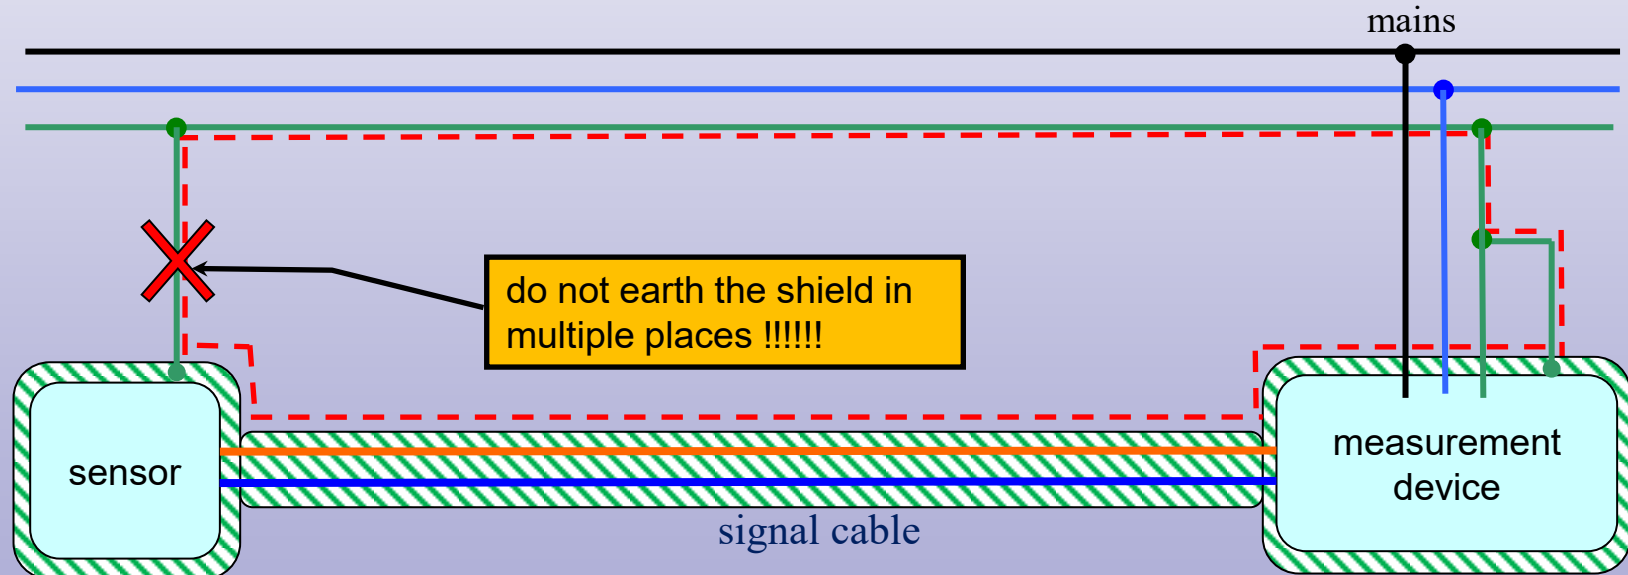 mains
do not earth the shield in
multiple places !!!!!!
sensor
measurement
device
signal cable